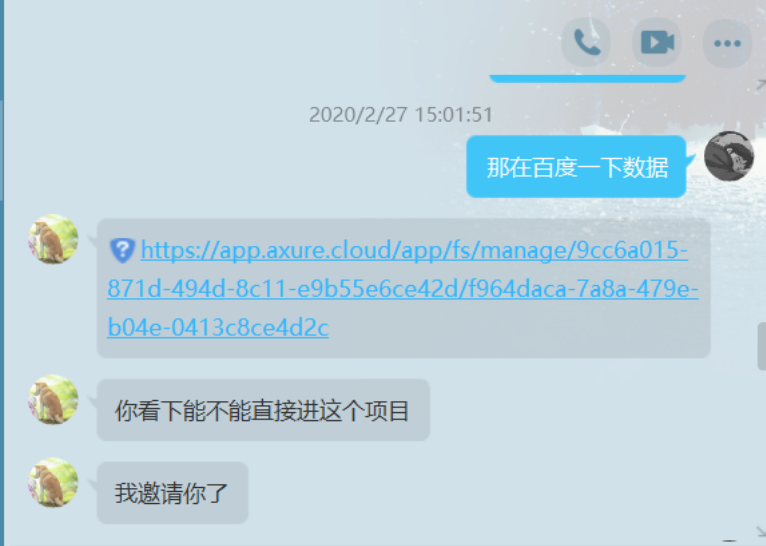 2020/2/27 15:01:51
那在百度一下数据
https://app.axure.cloud/app/fs/manage/9cc6a015-
871d-494d-8c11-e9b55e6ce42d/f964daca-7a8a-479e-
b04e-0413c8ce4d2c
你看下能不能直接进这个项目
我邀请你了